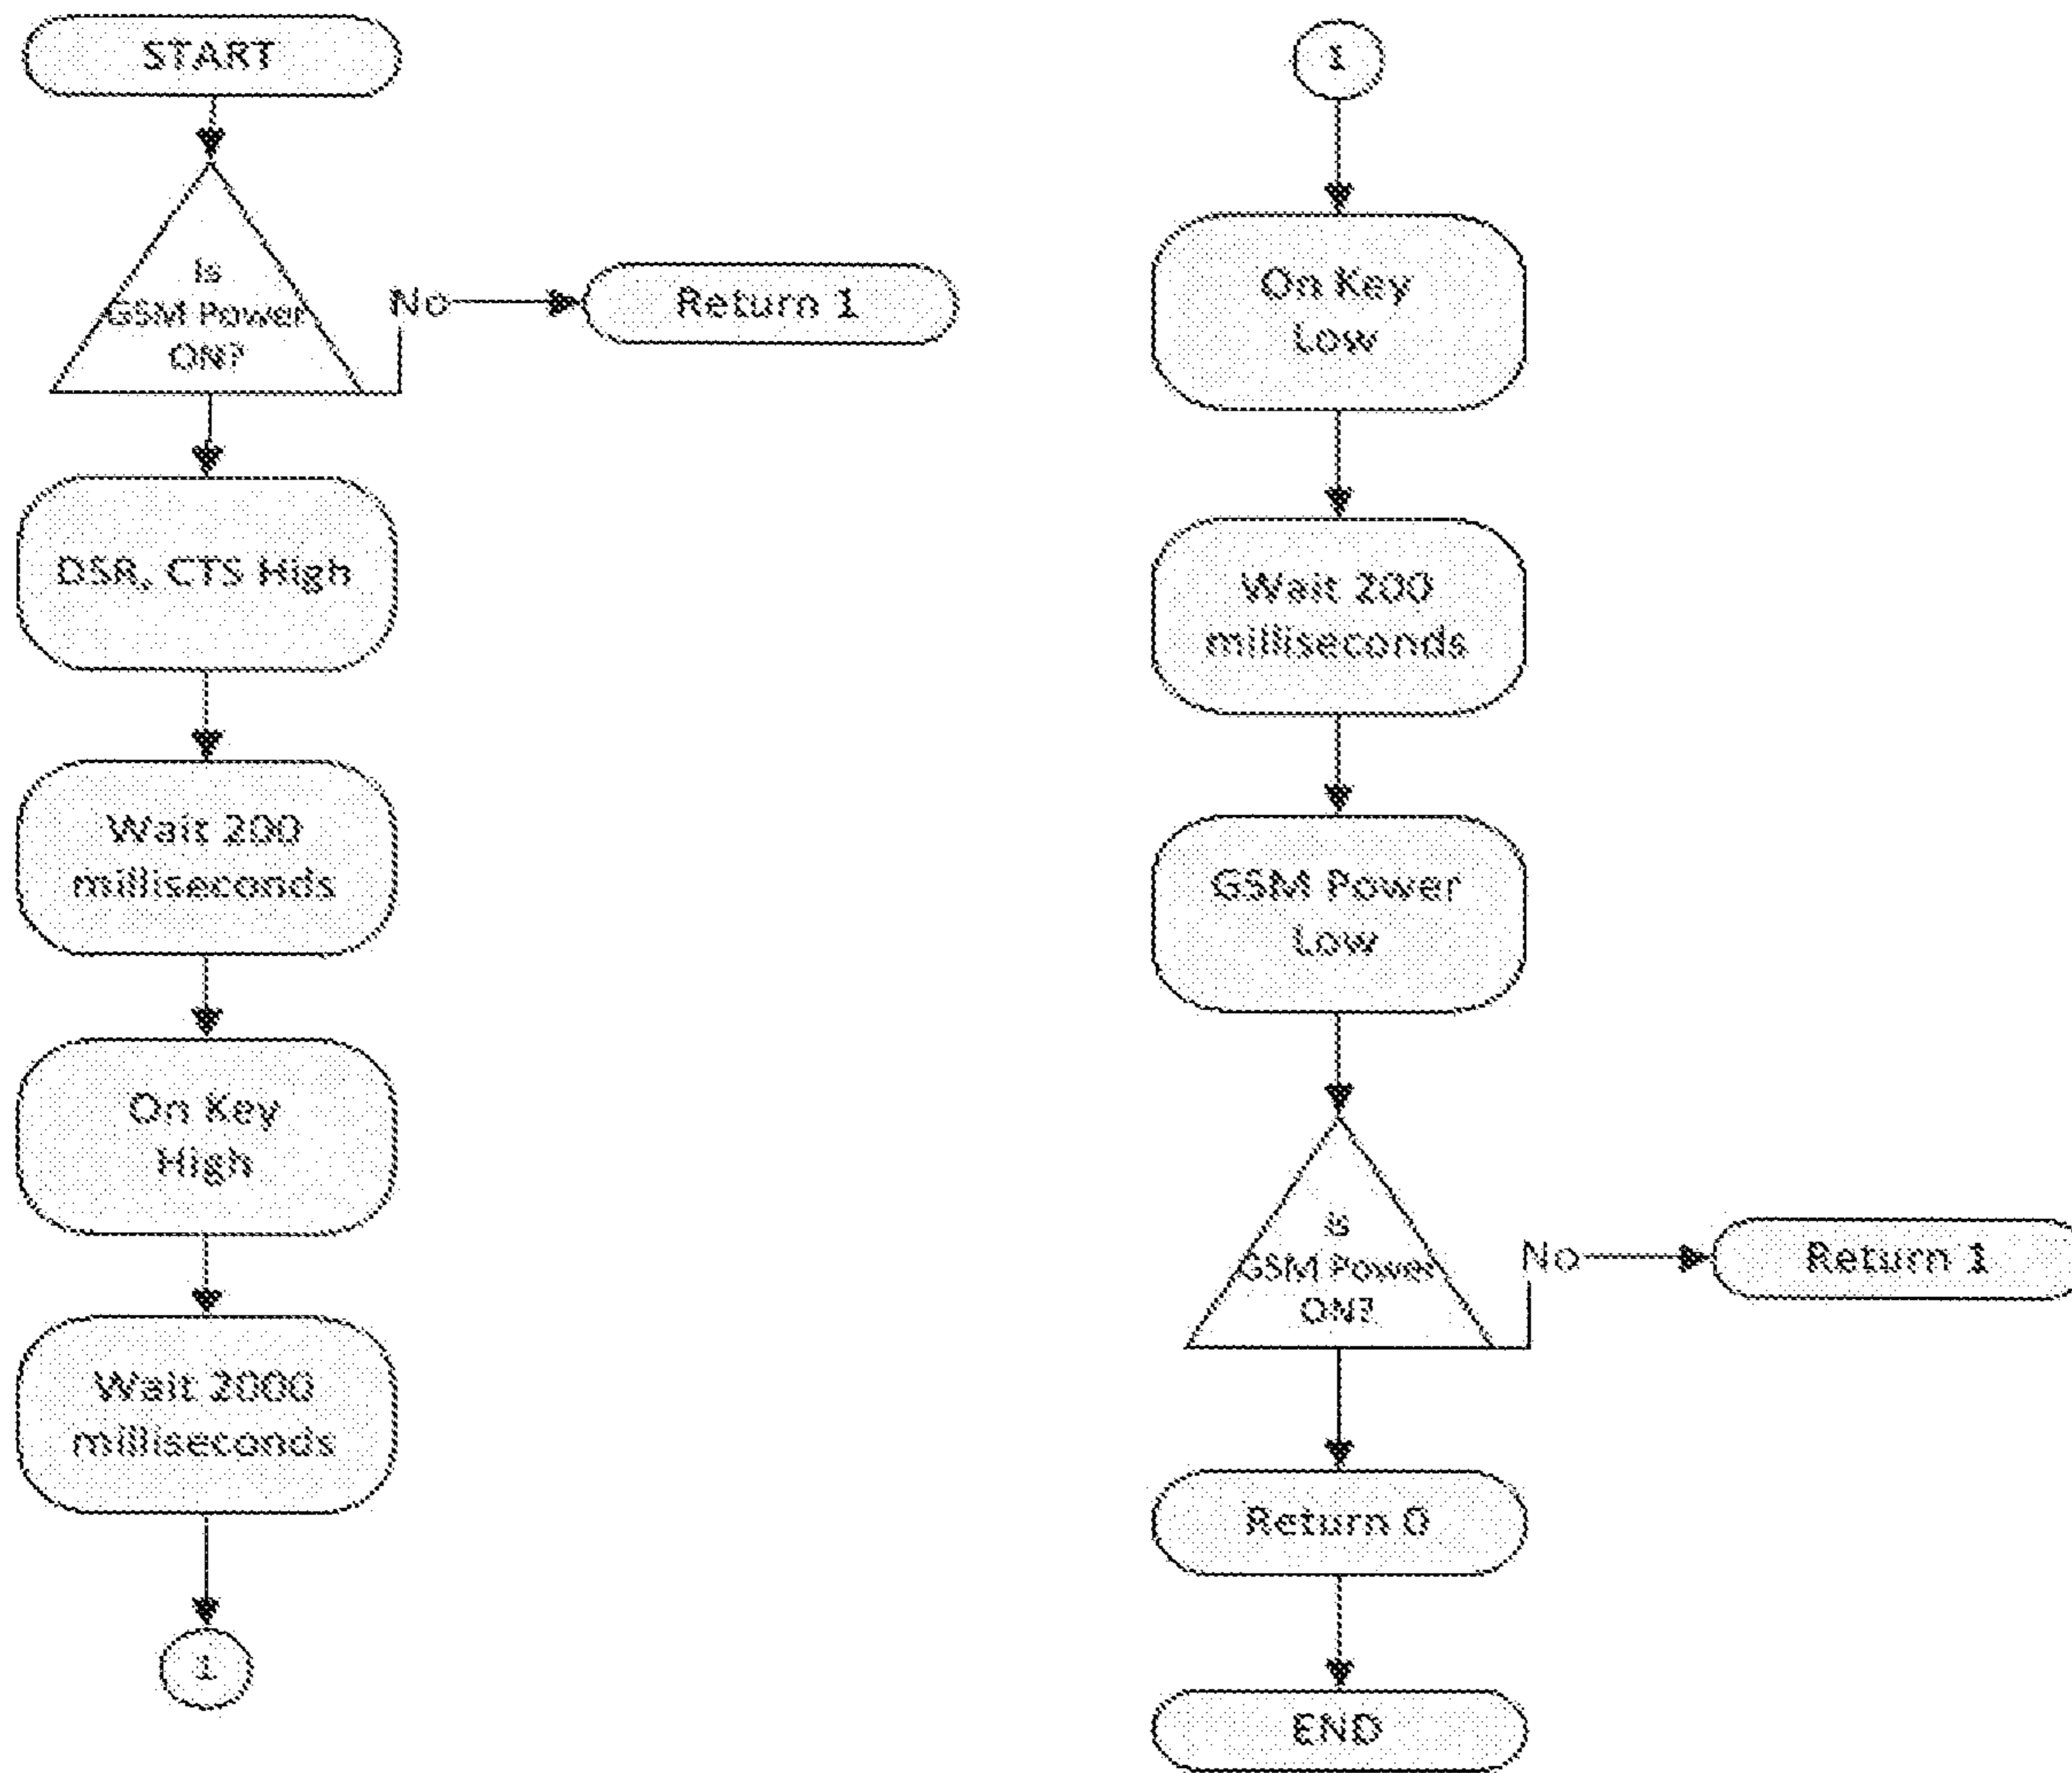 START
Is
GSM Power
ON?
No
Return 1
DSR, CTS High
Wait 200
milliseconds
On Key
High
Wait 2000
milliseconds
1
1
On Key
Low
Wait 200
milliseconds
GSM Power
Low
Is
GSM Power
ON?
No
Return 1
Return 0
END